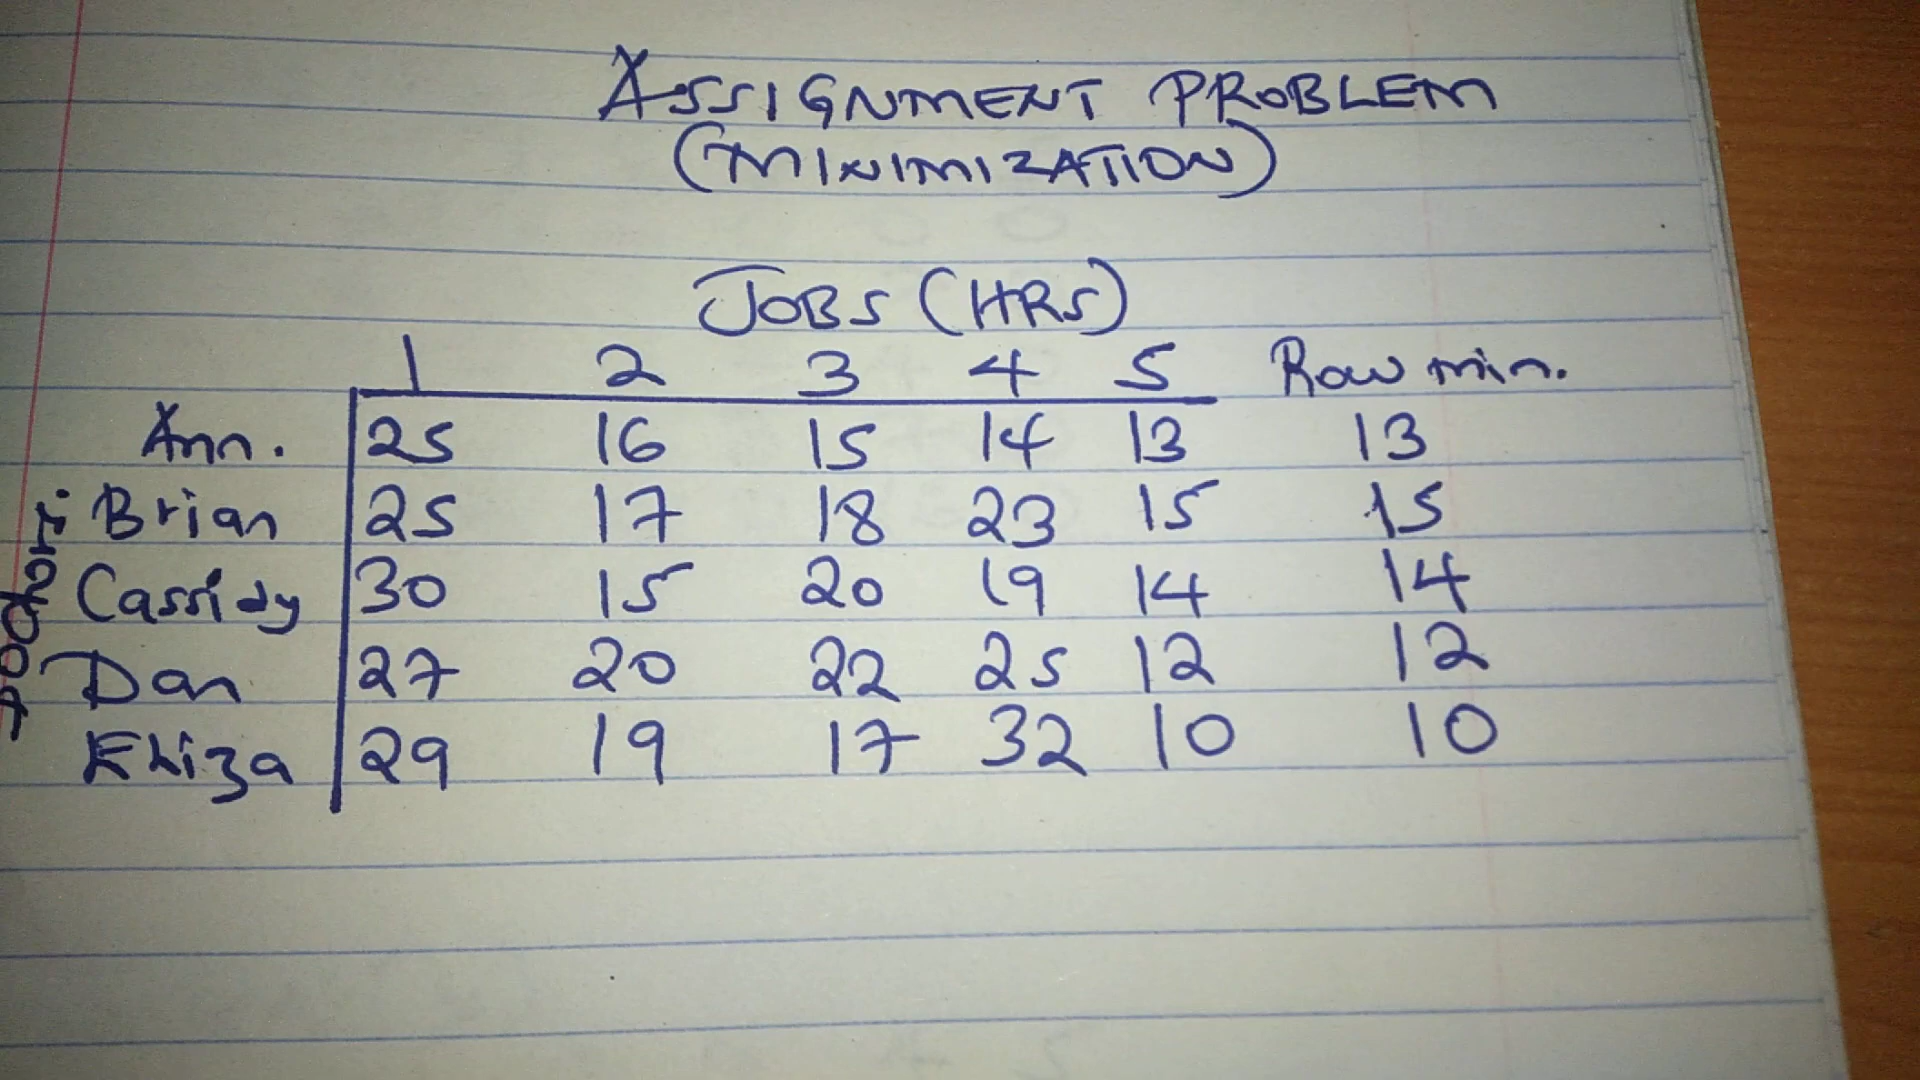 ASSIGNMENT PROBLEM
(MINIMIZATION)
JOBS (HRS)
1 2 3 4 5 Row min.
Ann. 25 16 15 14 13 13
Brian 25 17 18 23 15 15
Cassidy 30 15 20 19 14 14
Dan 27 20 22 25 12 12
Eliza 29 19 17 32 10 10